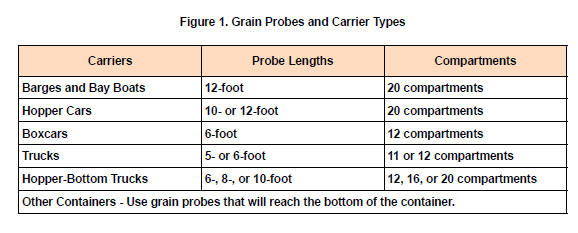 Figure 1. Grain Probes and Carrier Types
Carriers Probe Lengths Compartments
Barges and Bay Boats 12-foot 20 compartments
Hopper Cars 10- or 12-foot 20 compartments
Boxcars 6-foot 12 compartments
Trucks 5- or 6-foot 11 or 12 compartments
Hopper-Bottom Trucks 6-, 8-, or 10-foot 12, 16, or 20 compartments
Other Containers - Use grain probes that will reach the bottom of the container.